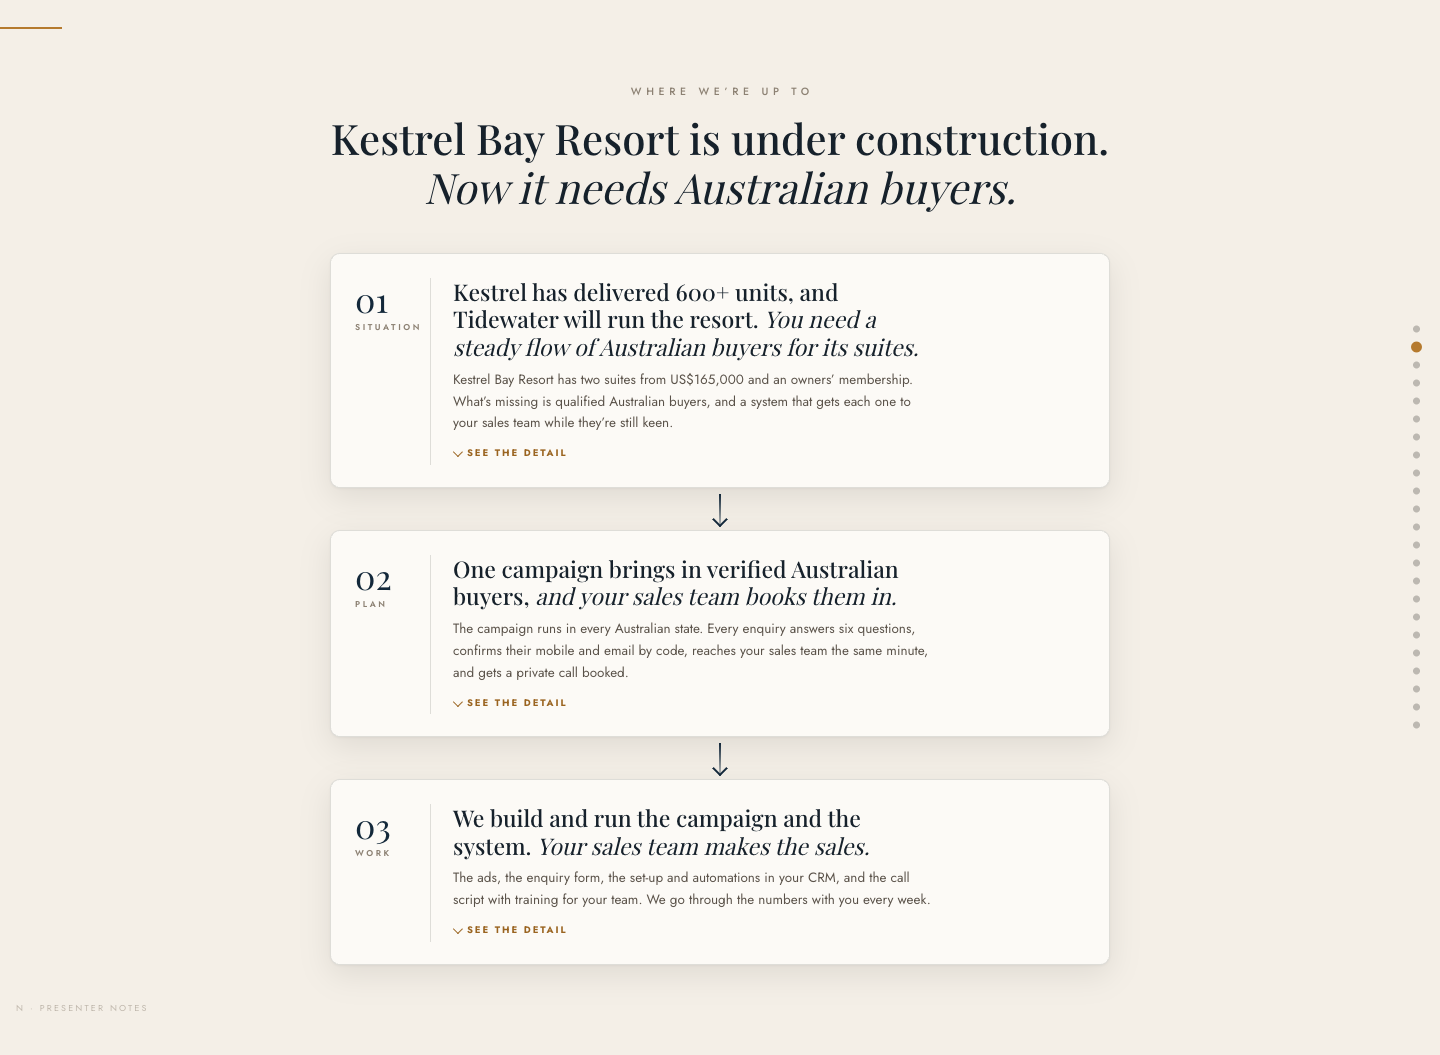 WHERE WE'RE UP TO
Kestrel Bay Resort is under construction.
Now it needs Australian buyers.
01
SITUATION
Kestrel has delivered 600+ units, and
Tidewater will run the resort. You need a
steady flow of Australian buyers for its suites.
Kestrel Bay Resort has two suites from US$165,000 and an owners’ membership.
What’s missing is qualified Australian buyers, and a system that gets each one to
your sales team while they’re still keen.
SEE THE DETAIL
02
PLAN
One campaign brings in verified Australian
buyers, and your sales team books them in.
The campaign runs in every Australian state. Every enquiry answers six questions,
confirms their mobile and email by code, reaches your sales team the same minute,
and gets a private call booked.
SEE THE DETAIL
03
WORK
We build and run the campaign and the
system. Your sales team makes the sales.
The ads, the enquiry form, the set-up and automations in your CRM, and the call
script with training for your team. We go through the numbers with you every week.
SEE THE DETAIL
N · PRESENTER NOTES